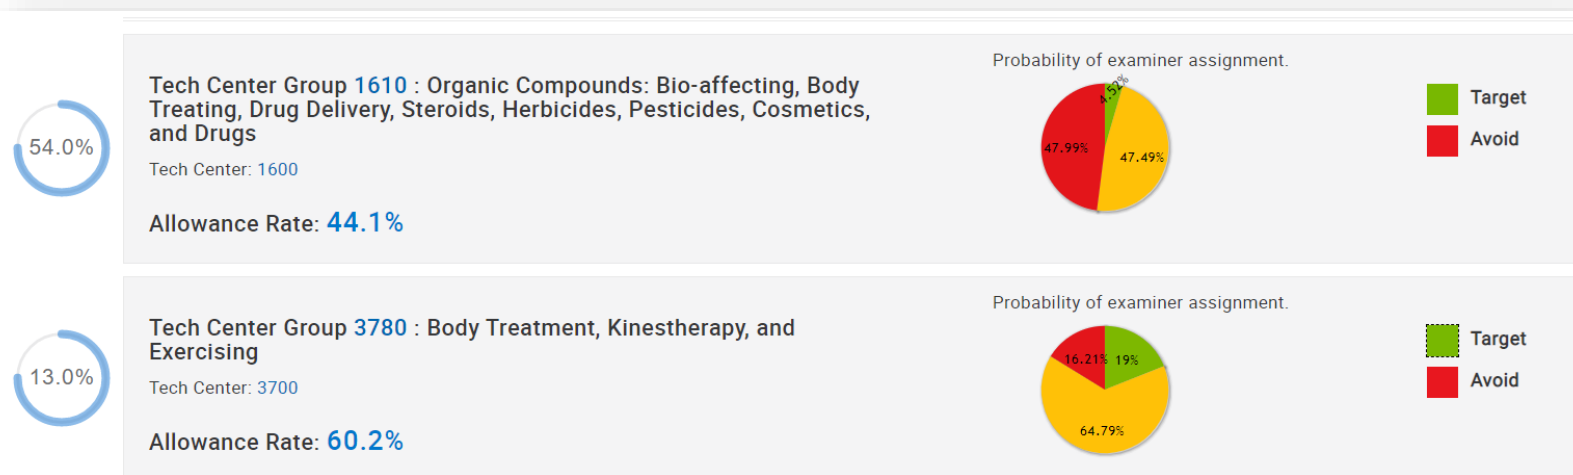 54.0%
Tech Center Group 1610 : Organic Compounds: Bio-affecting, Body
Treating, Drug Delivery, Steroids, Herbicides, Pesticides, Cosmetics,
and Drugs
Tech Center: 1600
Allowance Rate: 44.1%
Probability of examiner assignment.
4.52%
47.99%
47.49%
Target
Avoid
13.0%
Tech Center Group 3780 : Body Treatment, Kinestherapy, and
Exercising
Tech Center: 3700
Allowance Rate: 60.2%
Probability of examiner assignment.
16.21% 19%
64.79%
Target
Avoid